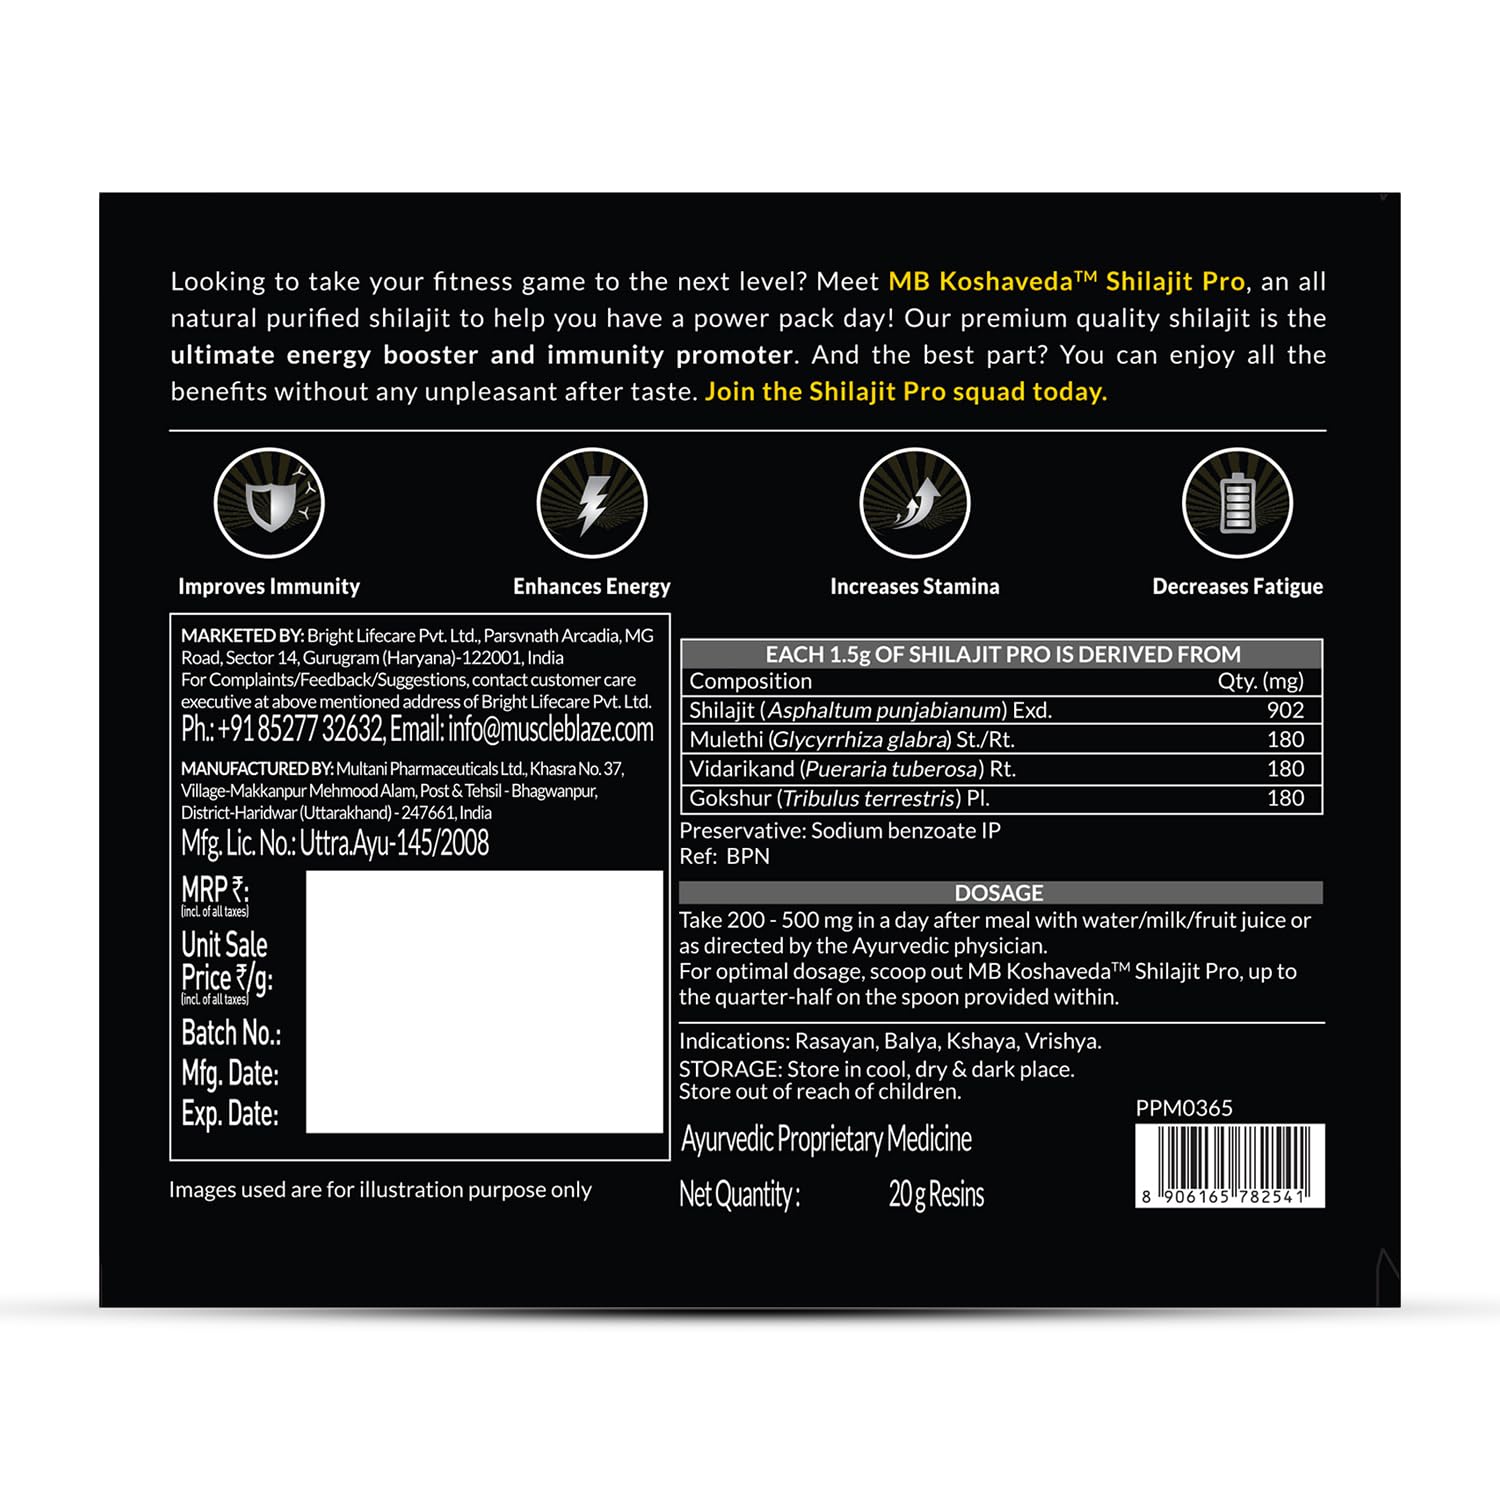 Looking to take your fitness game to the next level? Meet MB Koshaveda™ Shilajit Pro, an all
natural purified shilajit to help you have a power pack day! Our premium quality shilajit is the
ultimate energy booster and immunity promoter. And the best part? You can enjoy all the
benefits without any unpleasant after taste. Join the Shilajit Pro squad today.
Improves Immunity
Enhances Energy
Increases Stamina
Decreases Fatigue
MARKETED BY: Bright Lifecare Pvt. Ltd., Parsvnath Arcadia, MG
Road, Sector 14, Gurugram (Haryana)-122001, India
For Complaints/Feedback/Suggestions, contact customer care
executive at above mentioned address of Bright Lifecare Pvt. Ltd.
Ph.: +91 85277 32632, Email: info@muscleblaze.com
MANUFACTURED BY: Multani Pharmaceuticals Ltd., Khasra No. 37,
Village-Makkanpur Mehmood Alam, Post & Tehsil - Bhagwanpur,
District-Haridwar (Uttarakhand) - 247661, India
Mfg. Lic. No.: Uttra.Ayu-145/2008
MRP ₹:
(incl. of all taxes)
Unit Sale
Price ₹/g:
(incl. of all taxes)
Batch No.:
Mfg. Date:
Exp. Date:
Images used are for illustration purpose only
EACH 1.5g OF SHILAJIT PRO IS DERIVED FROM
Composition Qty. (mg)
Shilajit (Asphaltum punjabianum) Exd. 902
Mulethi (Glycyrrhiza glabra) St./Rt. 180
Vidarikand (Pueraria tuberosa) Rt. 180
Gokshur (Tribulus terrestris) Pl. 180
Preservative: Sodium benzoate IP
Ref: BPN
DOSAGE
Take 200 - 500 mg in a day after meal with water/milk/fruit juice or
as directed by the Ayurvedic physician.
For optimal dosage, scoop out MB Koshaveda™ Shilajit Pro, up to
the quarter-half on the spoon provided within.
Indications: Rasayan, Balya, Kshaya, Vrishya.
STORAGE: Store in cool, dry & dark place.
Store out of reach of children.
Ayurvedic Proprietary Medicine
Net Quantity: 20 g Resins
PPM0365
8 906165 782541